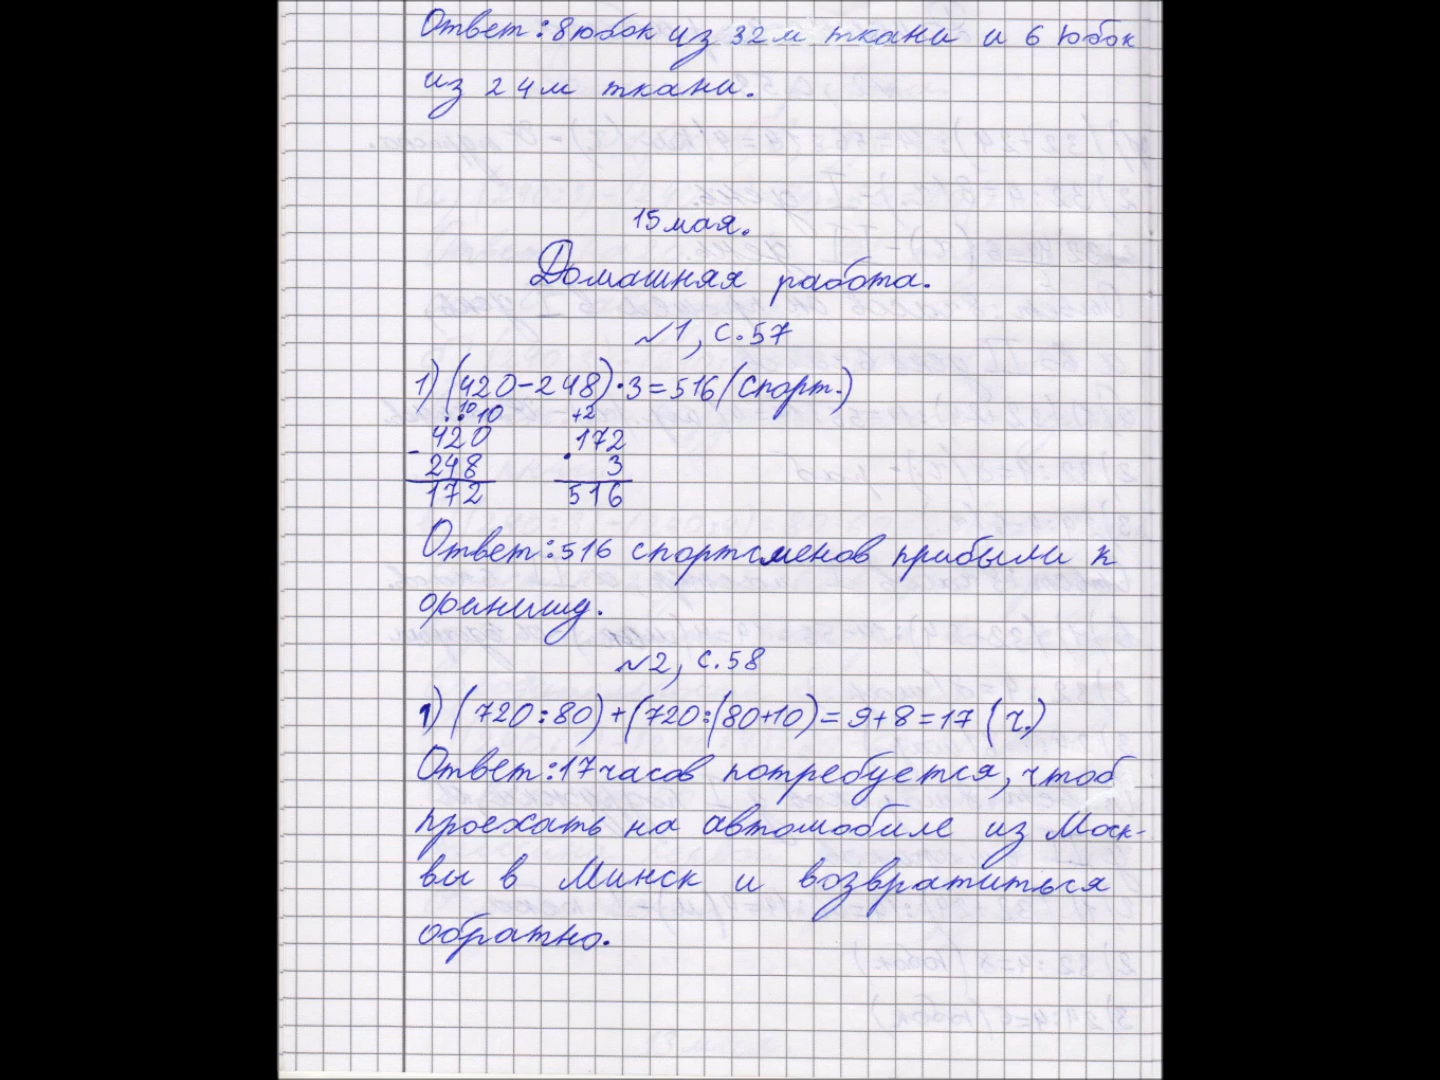 Ответ: 8 юбок из 32 м ткани и 6 юбок
из 24 м ткани.
15 мая.
Домашняя работа.
№1, с.57
1) (420-248)·3=516 (спорт.)
10 10 +2
420 172
- 248 · 3
172 516
Ответ: 516 спортсменов прибыли к
финишу.
№2, с.58
1) (720:80)+(720:(80+10)=9+8=17 (ч.)
Ответ: 17 часов потребуется, чтоб
проехать на автомобиле из Моск-
вы в Минск и возвратиться
обратно.